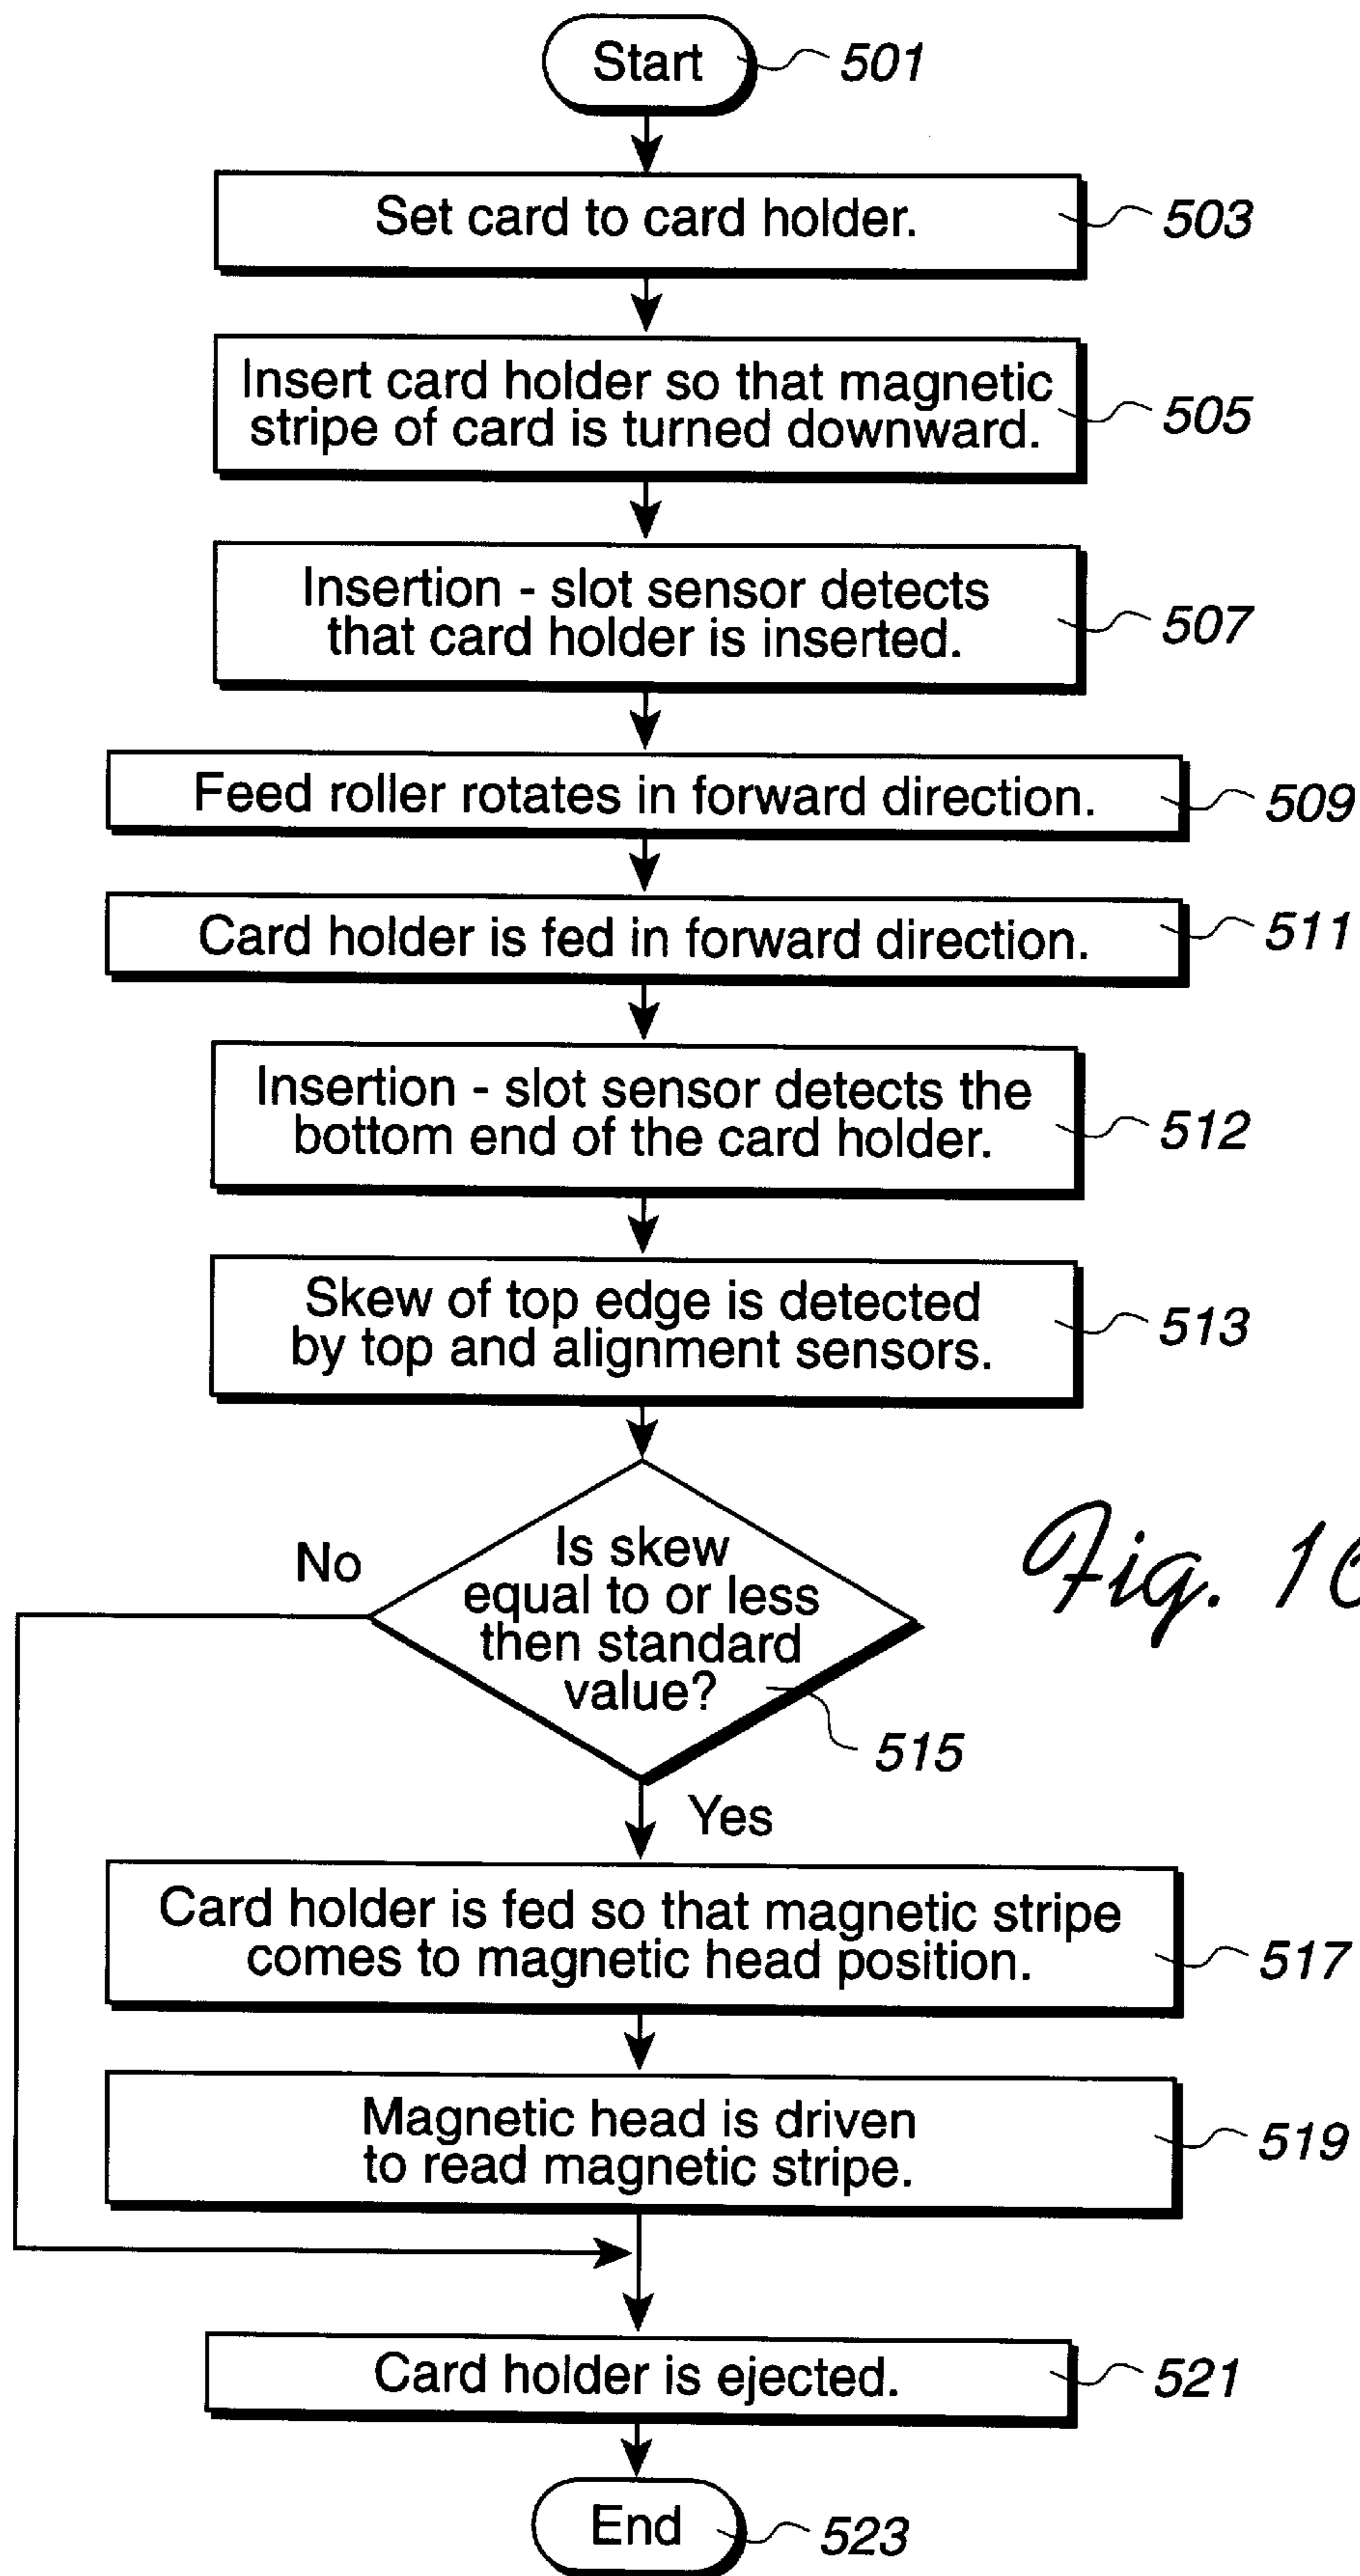 Start
501
Set card to card holder.
503
Insert card holder so that magnetic
stripe of card is turned downward.
505
Insertion - slot sensor detects
that card holder is inserted.
507
Feed roller rotates in forward direction.
509
Card holder is fed in forward direction.
511
Insertion - slot sensor detects the
bottom end of the card holder.
512
Skew of top edge is detected
by top and alignment sensors.
513
No
Is skew
equal to or less
then standard
value?
515
Fig.
Yes
Card holder is fed so that magnetic stripe
comes to magnetic head position.
517
Magnetic head is driven
to read magnetic stripe.
519
Card holder is ejected.
521
End
523